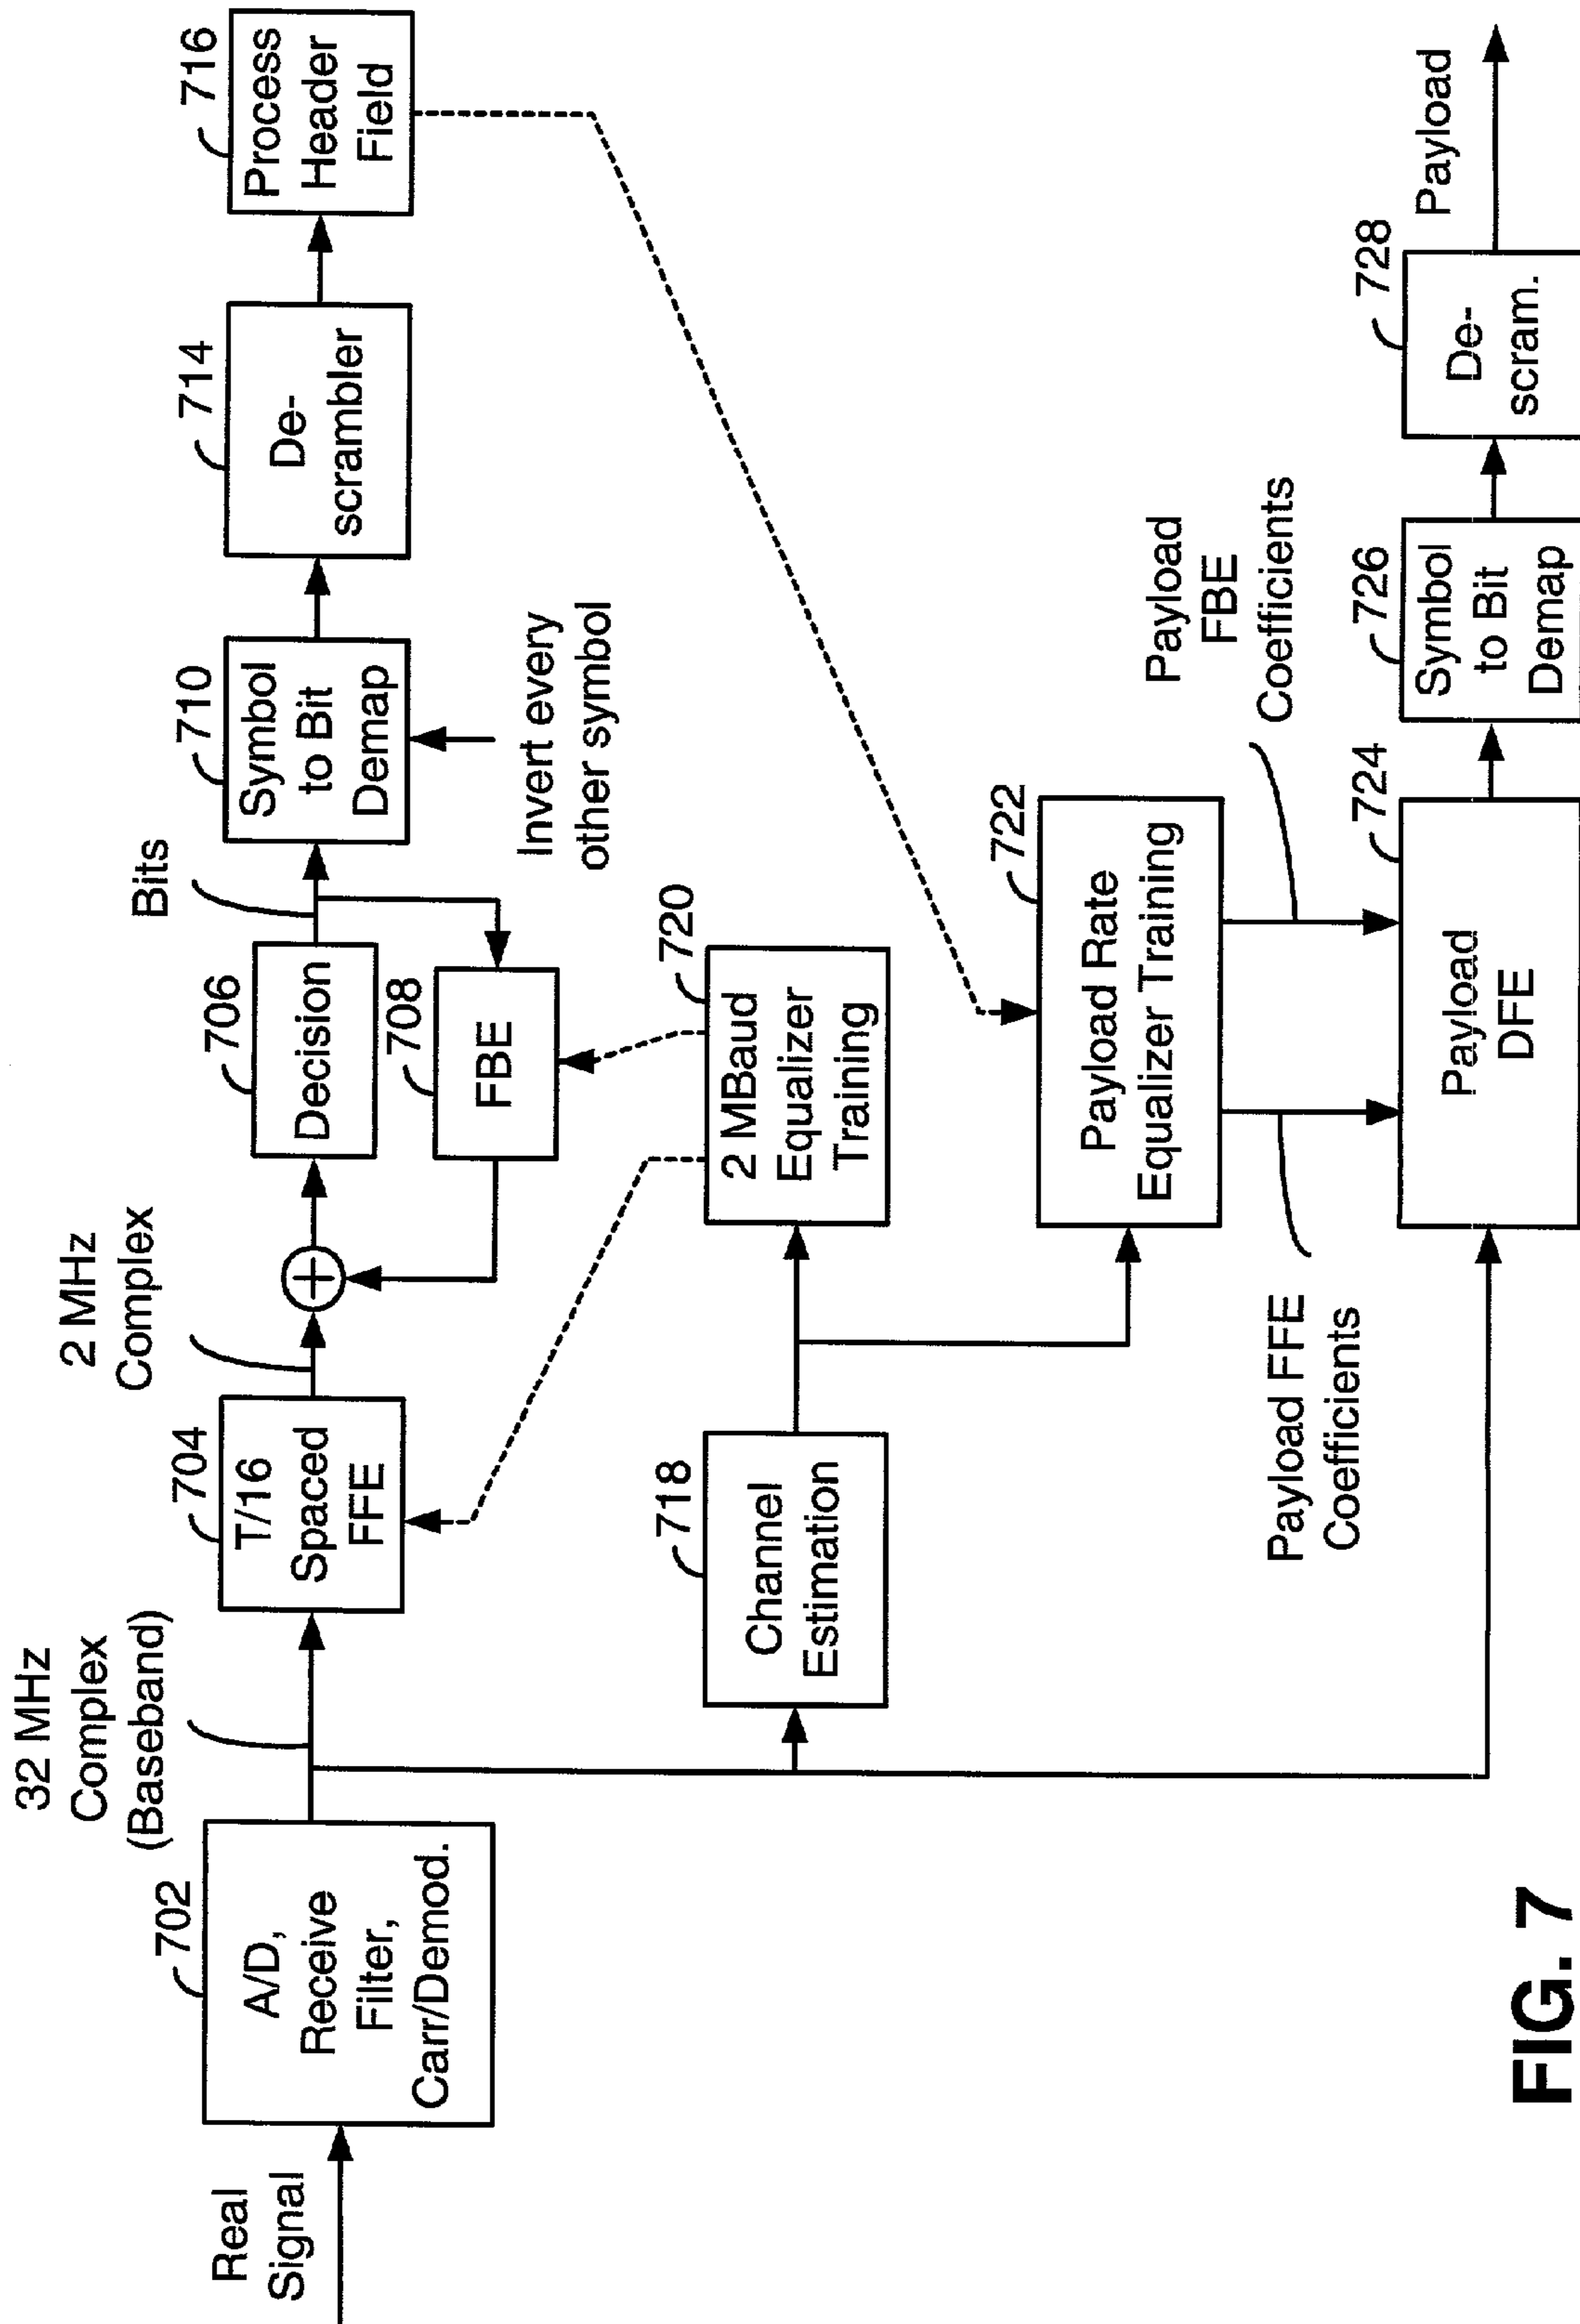 Real
Signal
702
A/D,
Receive
Filter,
Carr/Demod.
32 MHz
Complex
(Baseband)
704
T/16
Spaced
FFE
2 MHz
Complex
706
Decision
708
FBE
Bits
710
Symbol
to Bit
Demap
Invert every
other symbol
714
De-
scrambler
716
Process
Header
Field
718
Channel
Estimation
720
2 MBaud
Equalizer
Training
722
Payload Rate
Equalizer Training
Payload FFE
Coefficients
Payload
FBE
Coefficients
724
Payload
DFE
726
Symbol
to Bit
Demap
728
De-
scram.
Payload
FIG. 7